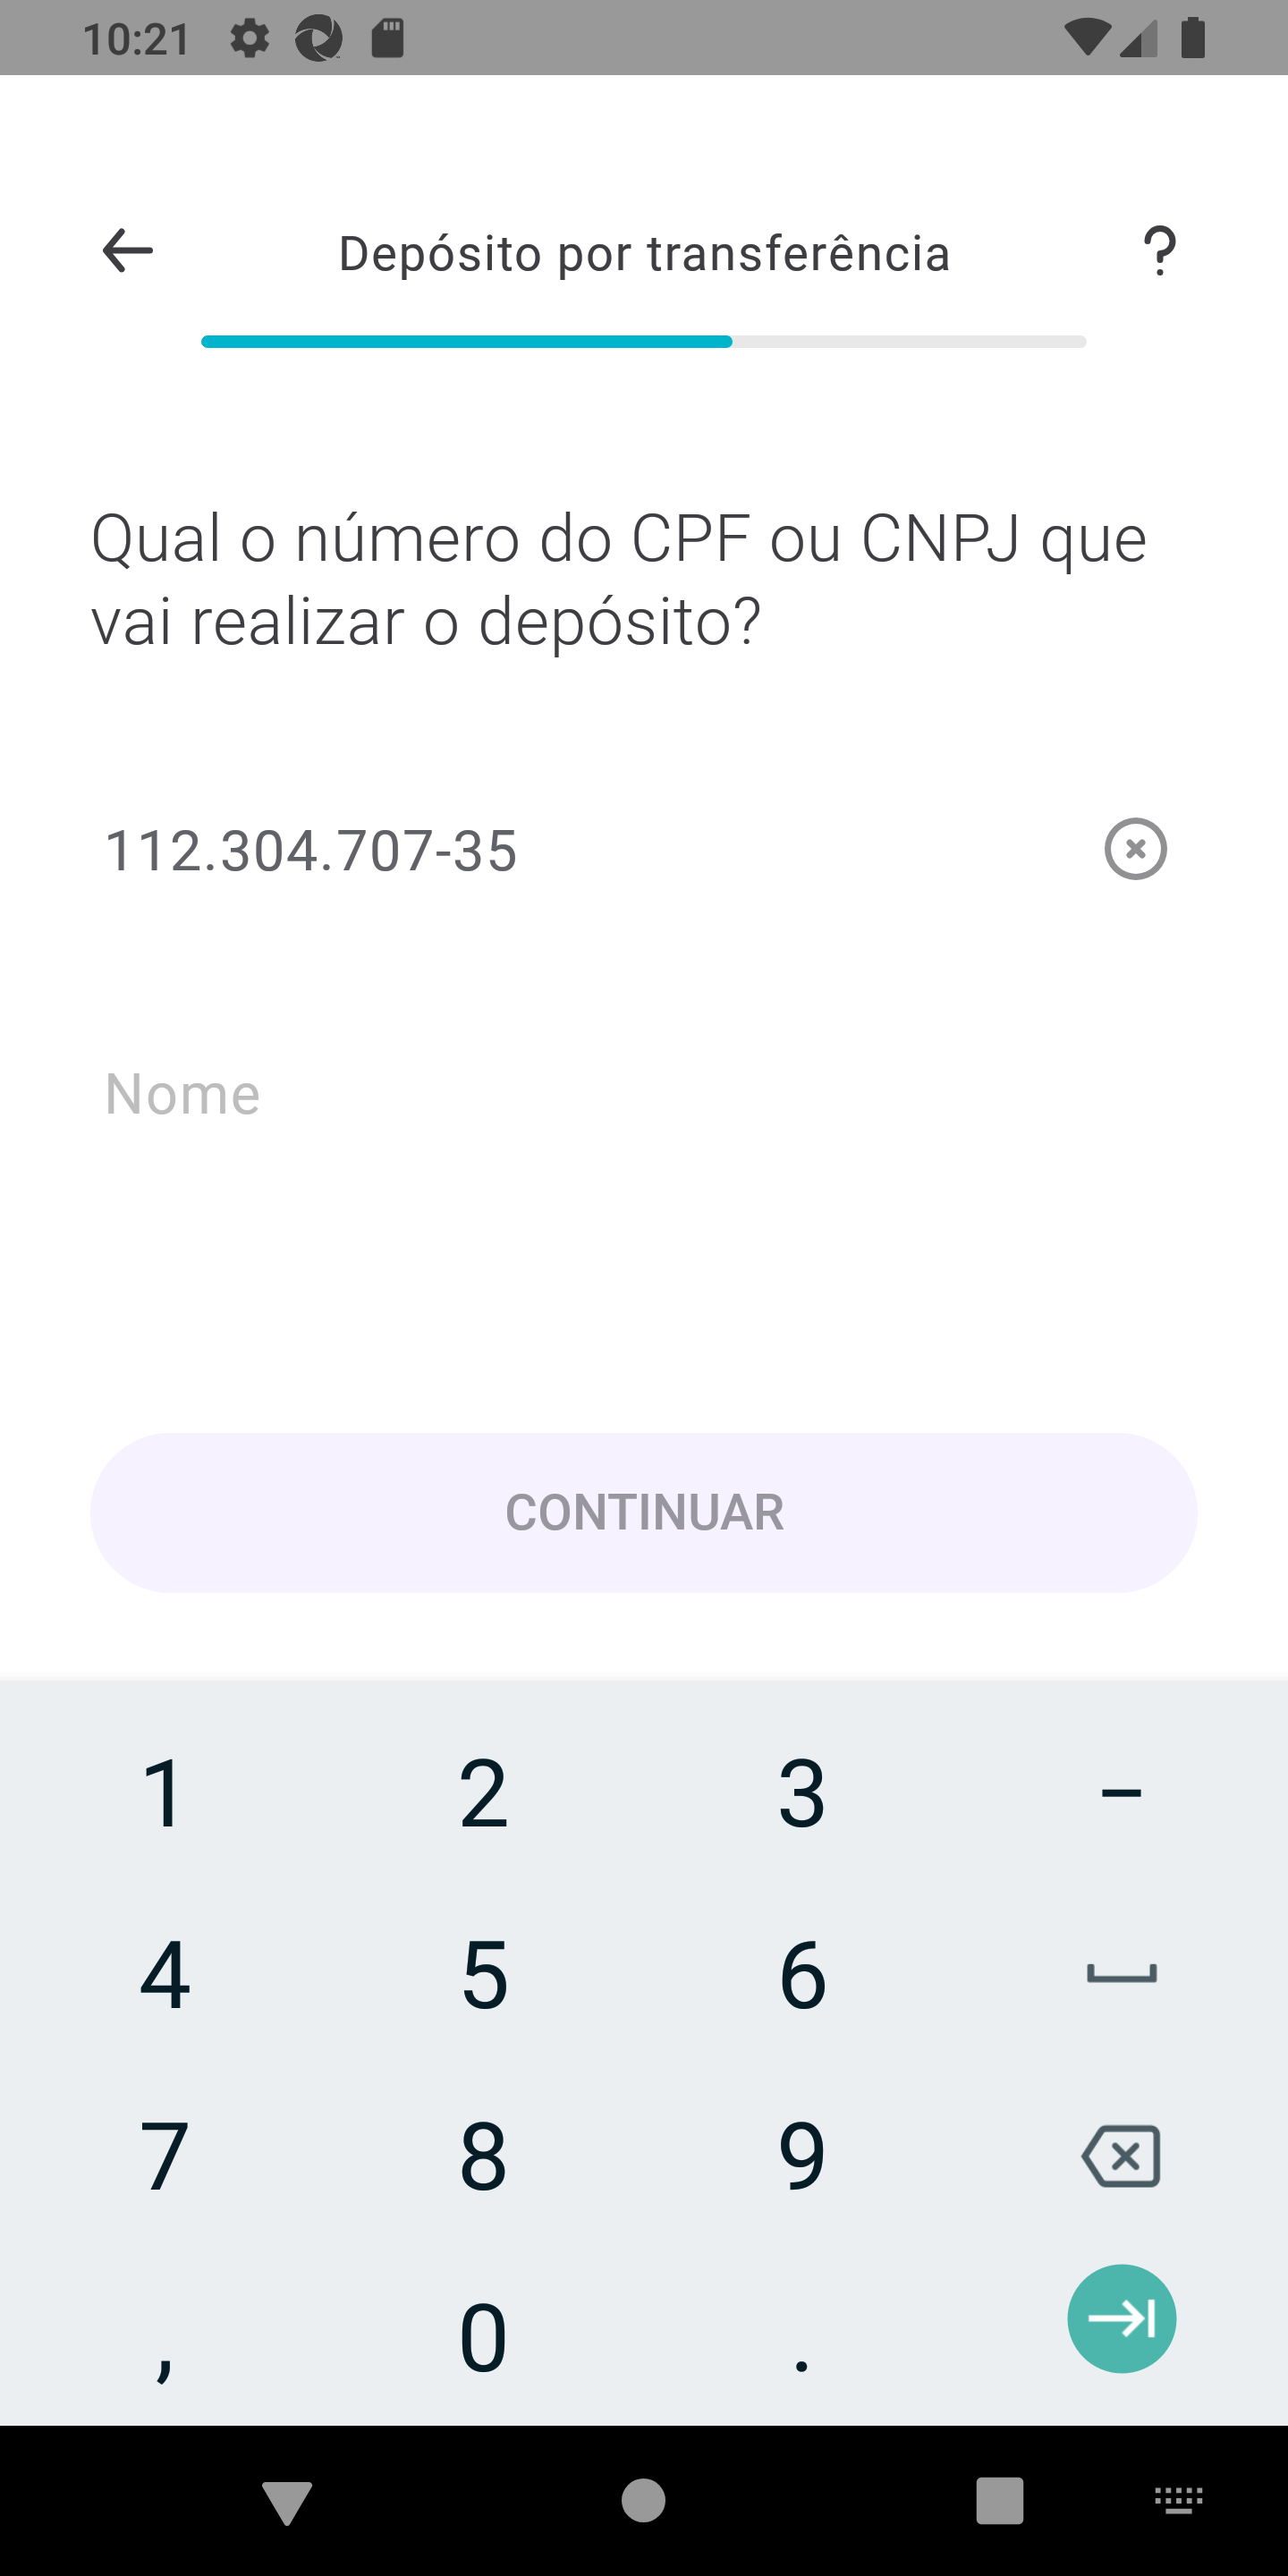 10:21
Depósito por transferência
Qual o número do CPF ou CNPJ que
vai realizar o depósito?
112.304.707-35
Nome
CONTINUAR
1 2 3 –
4 5 6
7 8 9
, 0 .